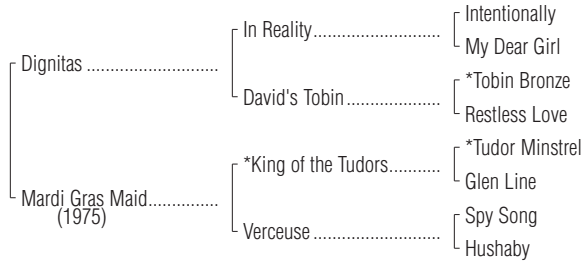 Intentionally
In Reality....................
My Dear Girl
Dignitas ..........................
*Tobin Bronze
David's Tobin...................
Restless Love
*Tudor Minstrel
*King of the Tudors...........
Glen Line
Mardi Gras Maid..............
(1975)
Spy Song
Verceuse .........................
Hushaby